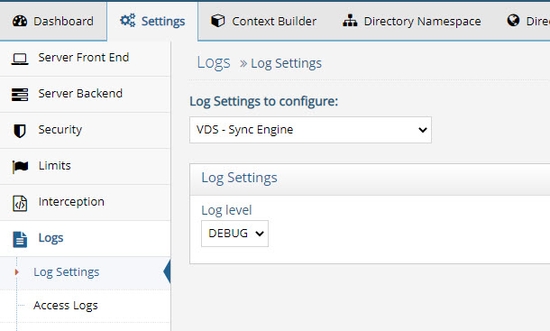 Dashboard
Settings
Context Builder
Directory Namespace
Server Front End
Server Backend
Security
Limits
Interception
Logs
Log Settings
Access Logs
Logs » Log Settings
Log Settings to configure:
VDS - Sync Engine
Log Settings
Log level
DEBUG